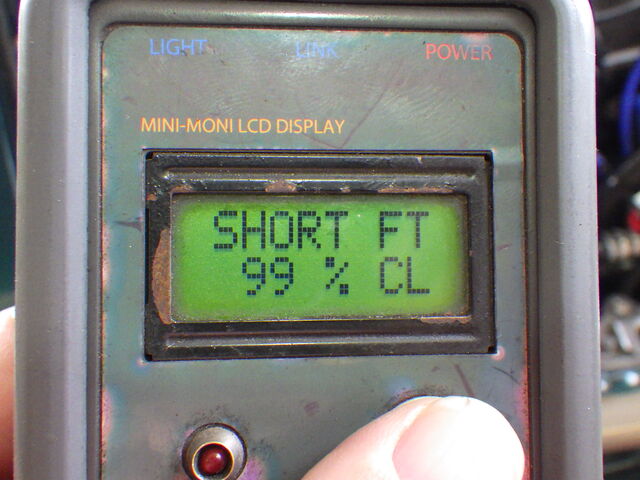 LIGHT LINK POWER
MINI-MONI LCD DISPLAY
SHORT FT
99 % CL